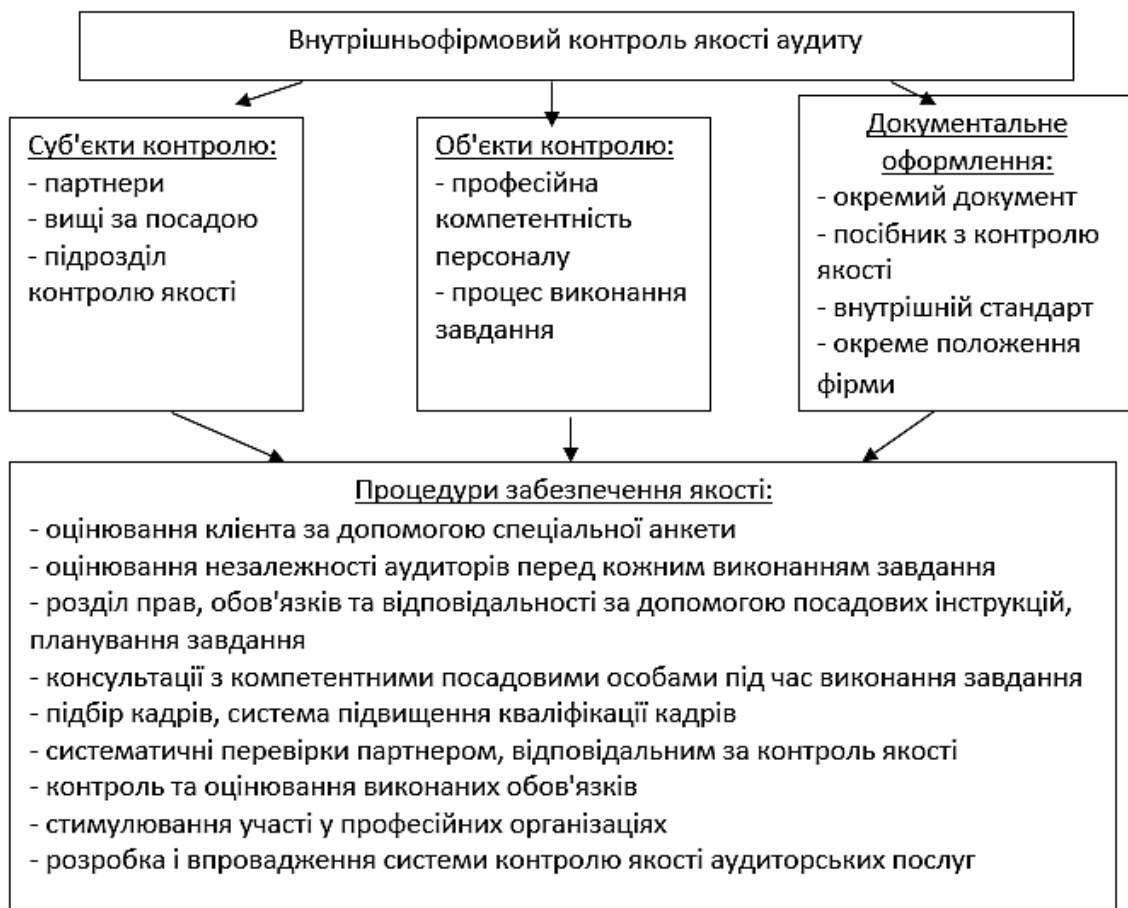 Внутрішньофірмовий контроль якості аудиту
Суб'єкти контролю:
- партнери
- вищі за посадою
- підрозділ
контролю якості
Об'єкти контролю:
- професійна
компетентність
персоналу
- процес виконання
завдання
Документальне
оформлення:
- окремий документ
- посібник з контролю
якості
- внутрішній стандарт
- окреме положення
фірми
Процедури забезпечення якості:
- оцінювання клієнта за допомогою спеціальної анкети
- оцінювання незалежності аудиторів перед кожним виконанням завдання
- розділ прав, обов'язків та відповідальності за допомогою посадових інструкцій,
планування завдання
- консультації з компетентними посадовими особами під час виконання завдання
- підбір кадрів, система підвищення кваліфікації кадрів
- систематичні перевірки партнером, відповідальним за контроль якості
- контроль та оцінювання виконаних обов'язків
- стимулювання участі у професійних організаціях
- розробка і впровадження системи контролю якості аудиторських послуг